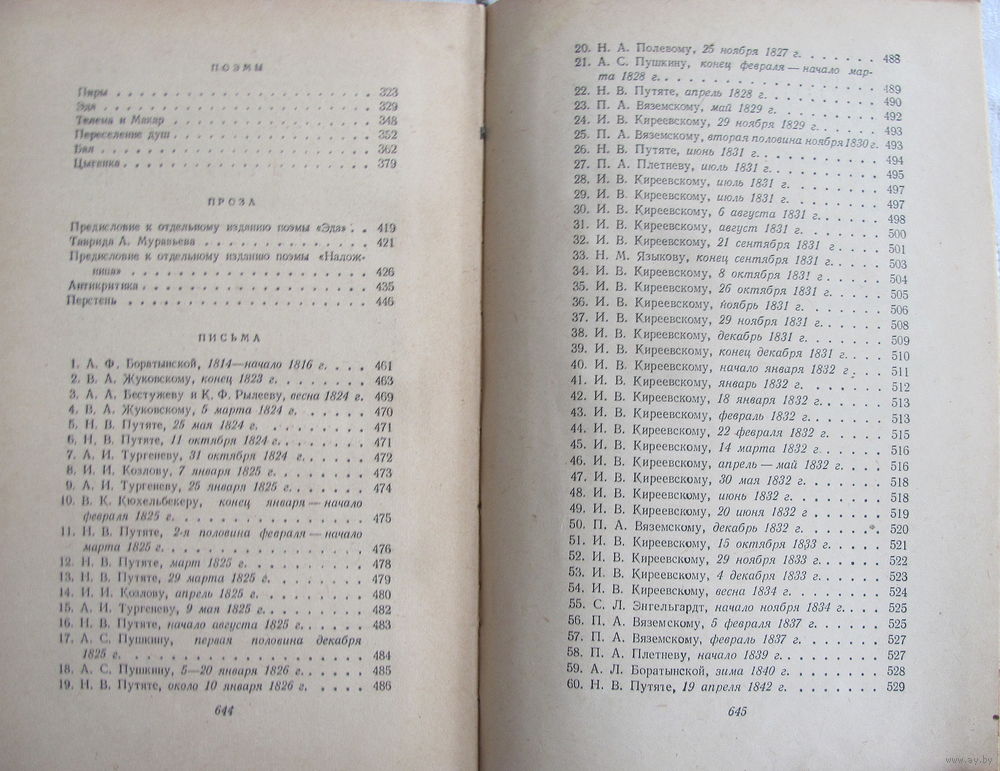 ПОЭМЫ
Пиры . . . . . . . . . . . . . . . . . . . . . . 323
Эда . . . . . . . . . . . . . . . . . . . . . . 329
Телема и Макар . . . . . . . . . . . . . . . . 348
Переселение душ . . . . . . . . . . . . . . . . 352
Бал . . . . . . . . . . . . . . . . . . . . . . 362
Цыганка . . . . . . . . . . . . . . . . . . . . 379
ПРОЗА
Предисловие к отдельному изданию поэмы «Эда» . . 419
Таврида А. Муравьева . . . . . . . . . . . . . . 421
Предисловие к отдельному изданию поэмы «Налож-
ница» . . . . . . . . . . . . . . . . . . . 426
Антикритика . . . . . . . . . . . . . . . . . . 435
Перстень . . . . . . . . . . . . . . . . . . . 446
ПИСЬМА
1. А. Ф. Боратынской, 1814—начало 1816 г. . . . 461
2. В. А. Жуковскому, конец 1823 г. . . . . . . . 463
3. А. А. Бестужеву и К. Ф. Рылееву, весна 1824 г. 469
4. В. А. Жуковскому, 5 марта 1824 г. . . . . . . 470
5. Н. В. Путяте, 25 мая 1824 г. . . . . . . . . 471
6. Н. В. Путяте, 11 октября 1824 г. . . . . . . 471
7. А. И. Тургеневу, 31 октября 1824 г. . . . . . 472
8. И. И. Козлову, 7 января 1825 г. . . . . . . . 473
9. А. И. Тургеневу, 25 января 1825 г. . . . . . 474
10. В. К. Кюхельбекеру, конец января — начало
февраля 1825 г. . . . . . . . . . . . . . . 475
11. Н. В. Путяте, 2-я половина февраля — начало
марта 1825 г. . . . . . . . . . . . . . . . 476
12. Н. В. Путяте, март 1825 г. . . . . . . . . . 478
13. Н. В. Путяте, 29 марта 1825 г. . . . . . . . 479
14. И. И. Козлову, апрель 1825 г. . . . . . . . 480
15. А. И. Тургеневу, 9 мая 1825 г. . . . . . . . 482
16. Н. В. Путяте, начало августа 1825 г. . . . . 483
17. А. С. Пушкину, первая половина декабря
1825 г. . . . . . . . . . . . . . . . . . . 484
18. А. С. Пушкину, 5—20 января 1826 г. . . . . . 485
19. Н. В. Путяте, около 10 января 1826 г. . . . 486
644
20. Н. А. Полевому, 25 ноября 1827 г. . . . . . . 488
21. А. С. Пушкину, конец февраля — начало мар-
та 1828 г. . . . . . . . . . . . . . . . . . 489
22. Н. В. Путяте, апрель 1828 г. . . . . . . . . 490
23. П. А. Вяземскому, май 1829 г. . . . . . . . 492
24. И. В. Киреевскому, 29 ноября 1829 г. . . . . 493
25. П. А. Вяземскому, вторая половина ноября 1830 г. 493
26. Н. В. Путяте, июнь 1831 г. . . . . . . . . . 494
27. П. А. Плетневу, июль 1831 г. . . . . . . . . 495
28. И. В. Киреевскому, июль 1831 г. . . . . . . 497
29. И. В. Киреевскому, июль 1831 г. . . . . . . 497
30. И. В. Киреевскому, 6 августа 1831 г. . . . . 498
31. И. В. Киреевскому, август 1831 г. . . . . . 500
32. И. В. Киреевскому, 21 сентября 1831 г. . . . 501
33. Н. М. Языкову, конец сентября 1831 г. . . . 503
34. И. В. Киреевскому, 8 октября 1831 г. . . . . 504
35. И. В. Киреевскому, 26 октября 1831 г. . . . 505
36. И. В. Киреевскому, ноябрь 1831 г. . . . . . 506
37. И. В. Киреевскому, 29 ноября 1831 г. . . . . 508
38. И. В. Киреевскому, декабрь 1831 г. . . . . . 509
39. И. В. Киреевскому, конец декабря 1831 г. . . 510
40. И. В. Киреевскому, начало января 1832 г. . . 511
41. И. В. Киреевскому, январь 1832 г. . . . . . 512
42. И. В. Киреевскому, 18 января 1832 г. . . . . 513
43. И. В. Киреевскому, февраль 1832 г. . . . . . 513
44. И. В. Киреевскому, 22 февраля 1832 г. . . . 515
45. И. В. Киреевскому, 14 марта 1832 г. . . . . 516
46. И. В. Киреевскому, апрель — май 1832 г. . . 516
47. И. В. Киреевскому, 30 мая 1832 г. . . . . . 518
48. И. В. Киреевскому, июнь 1832 г. . . . . . . 518
49. И. В. Киреевскому, 20 июня 1832 г. . . . . . 519
50. П. А. Вяземскому, декабрь 1832 г. . . . . . 520
51. И. В. Киреевскому, 15 октября 1833 г. . . . 521
52. И. В. Киреевскому, 29 ноября 1833 г. . . . . 522
53. И. В. Киреевскому, 4 декабря 1833 г. . . . . 523
54. И. В. Киреевскому, весна 1834 г. . . . . . . 524
55. С. Л. Энгельгардт, начало ноября 1834 г. . . 525
56. П. А. Вяземскому, 5 февраля 1837 г. . . . . 525
57. П. А. Вяземскому, февраль 1837 г. . . . . . 527
58. П. А. Плетневу, начало 1839 г. . . . . . . . 527
59. А. Л. Боратынской, зима 1840 г. . . . . . . 528
60. Н. В. Путяте, 19 апреля 1842 г. . . . . . . 529
645
www.ay.by